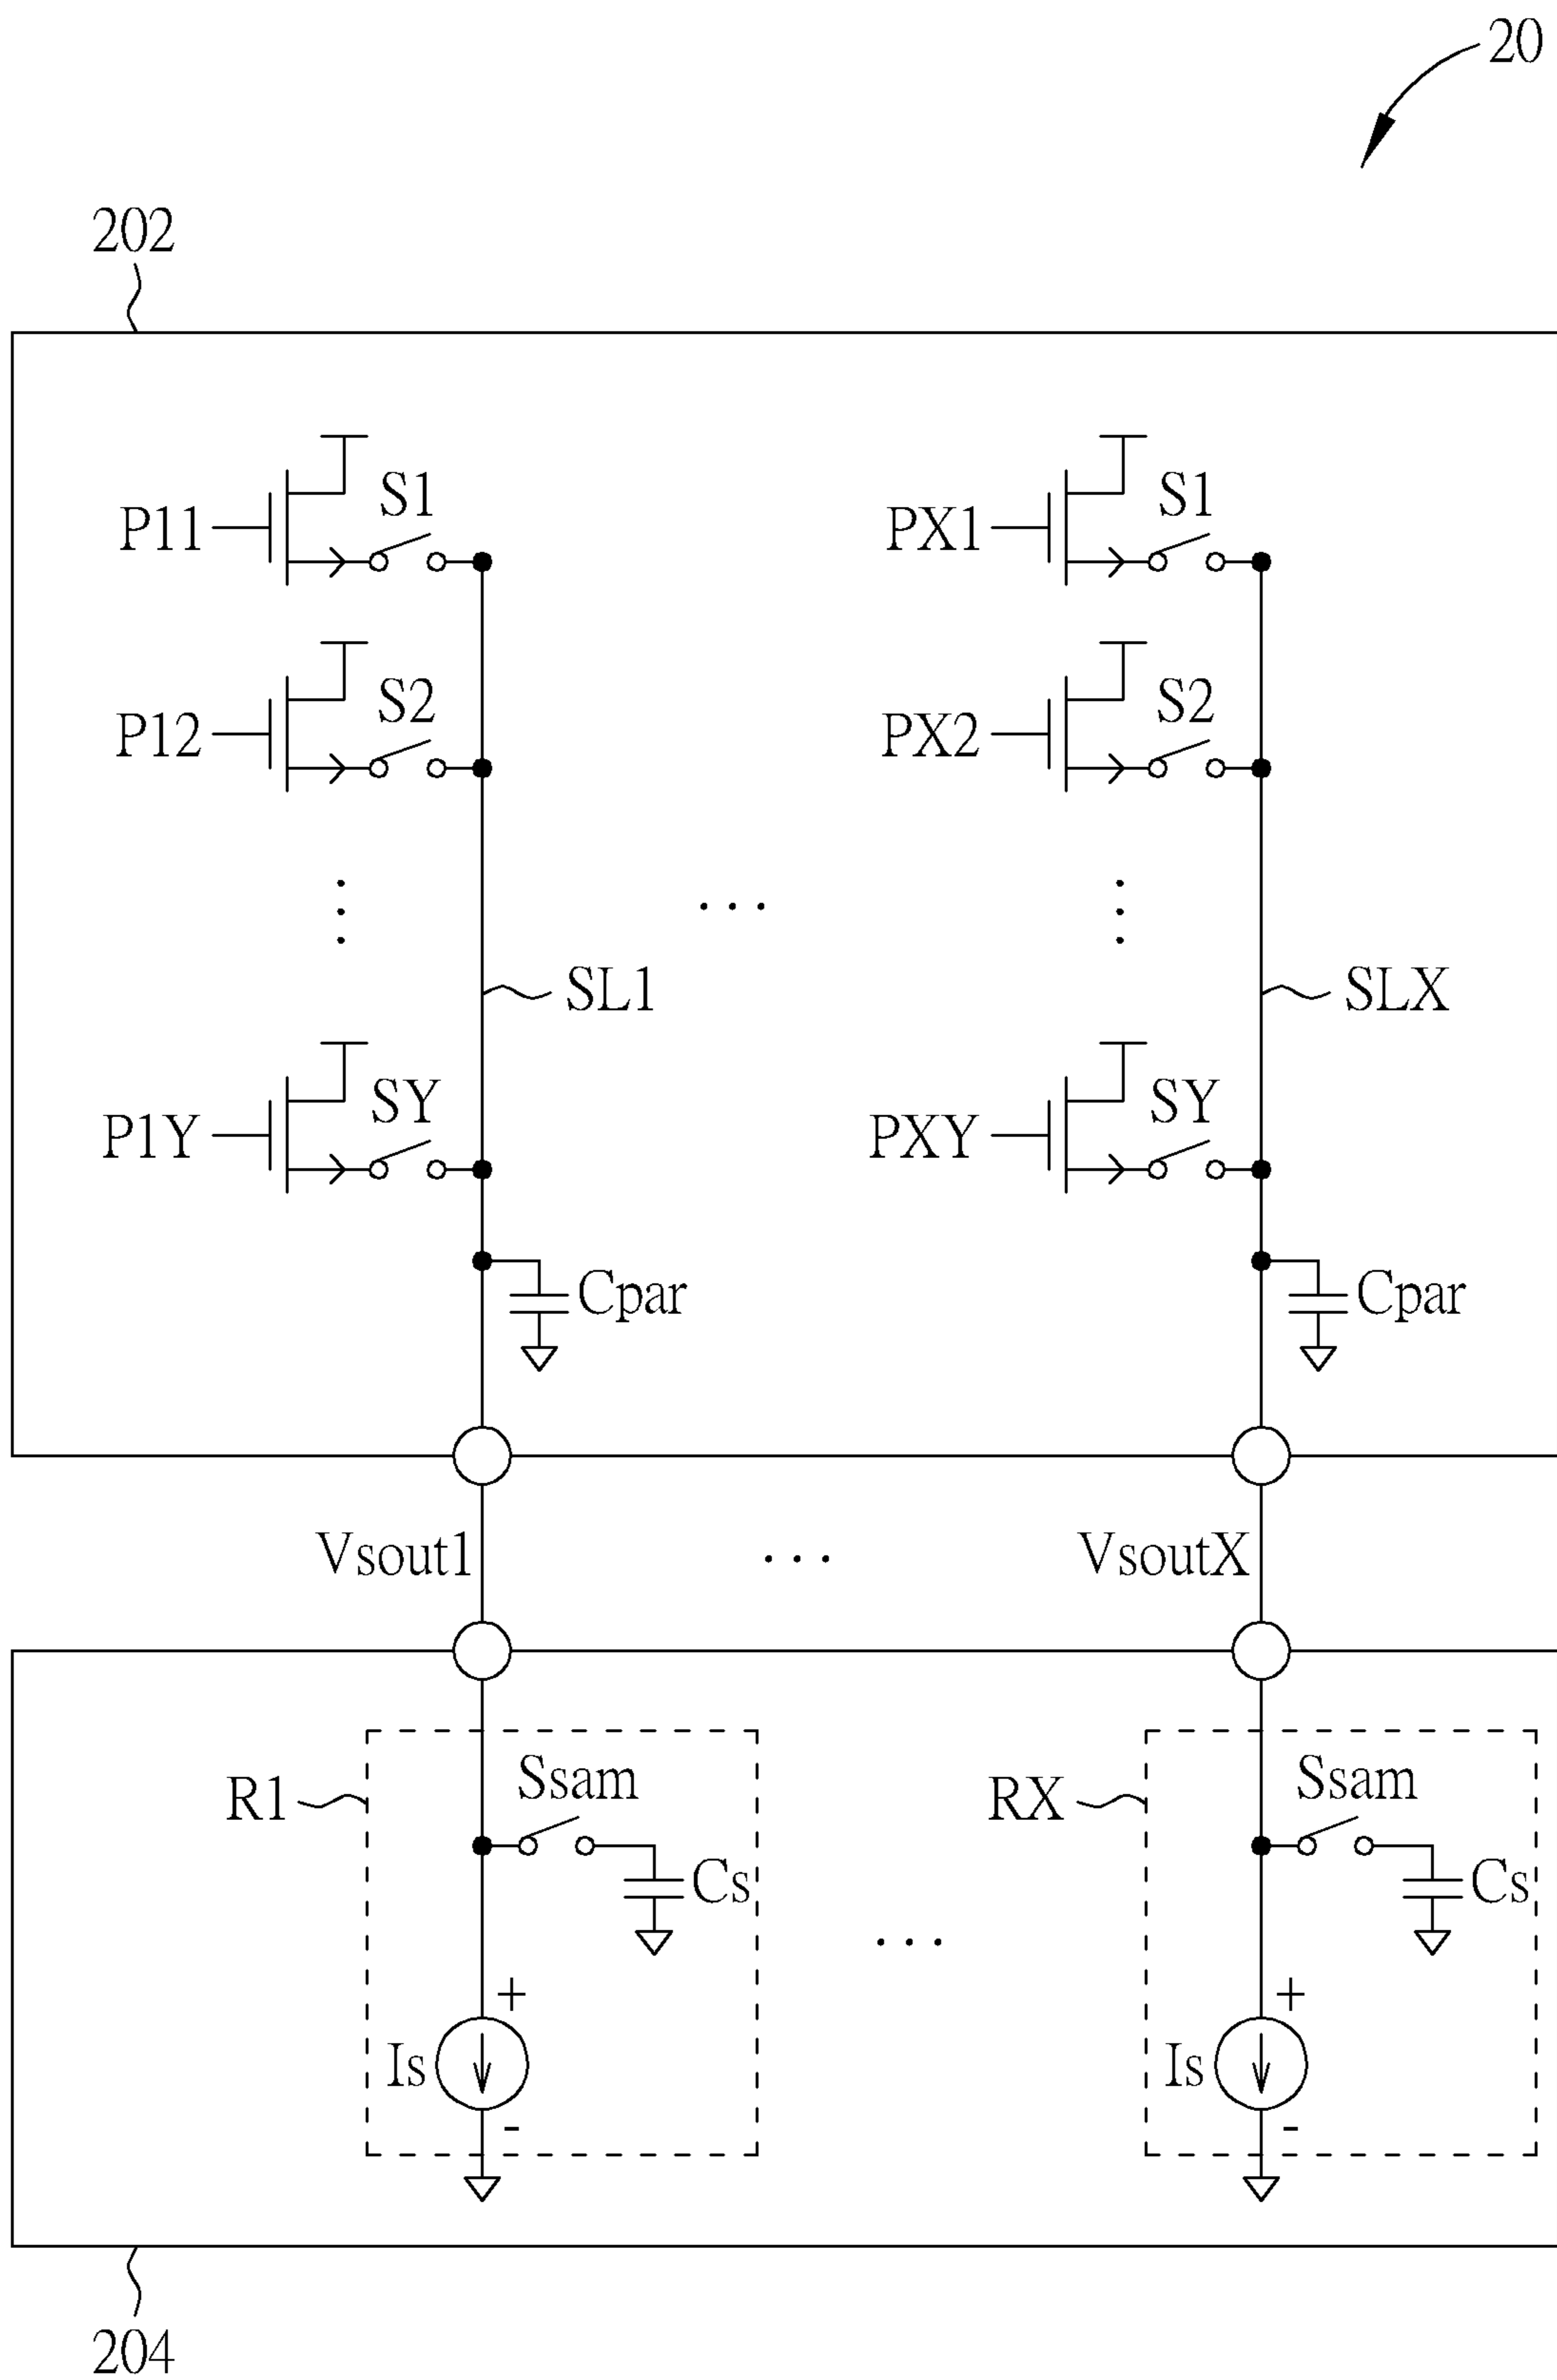 20
202
P11 S1 PX1 S1
P12 S2 PX2 S2
SL1 SLX
P1Y SY PXY SY
Cpar Cpar
Vsout1 VsoutX
R1 Ssam RX Ssam
Cs Cs
+ +
Is Is
- -
204